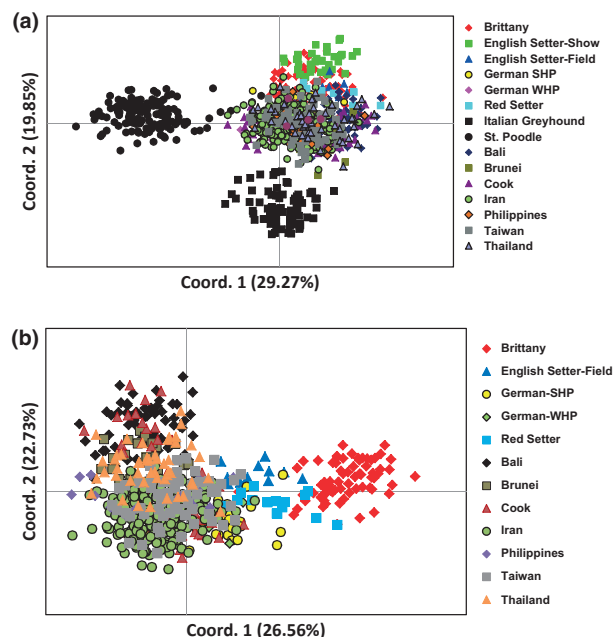 (a)
Coord. 2 (19.85%)
Coord. 1 (29.27%)
Brittany
English Setter-Show
English Setter-Field
German SHP
German WHP
Red Setter
Italian Greyhound
St. Poodle
Bali
Brunei
Cook
Iran
Philippines
Taiwan
Thailand
(b)
Coord. 2 (22.73%)
Coord. 1 (26.56%)
Brittany
English Setter-Field
German-SHP
German-WHP
Red Setter
Bali
Brunei
Cook
Iran
Philippines
Taiwan
Thailand